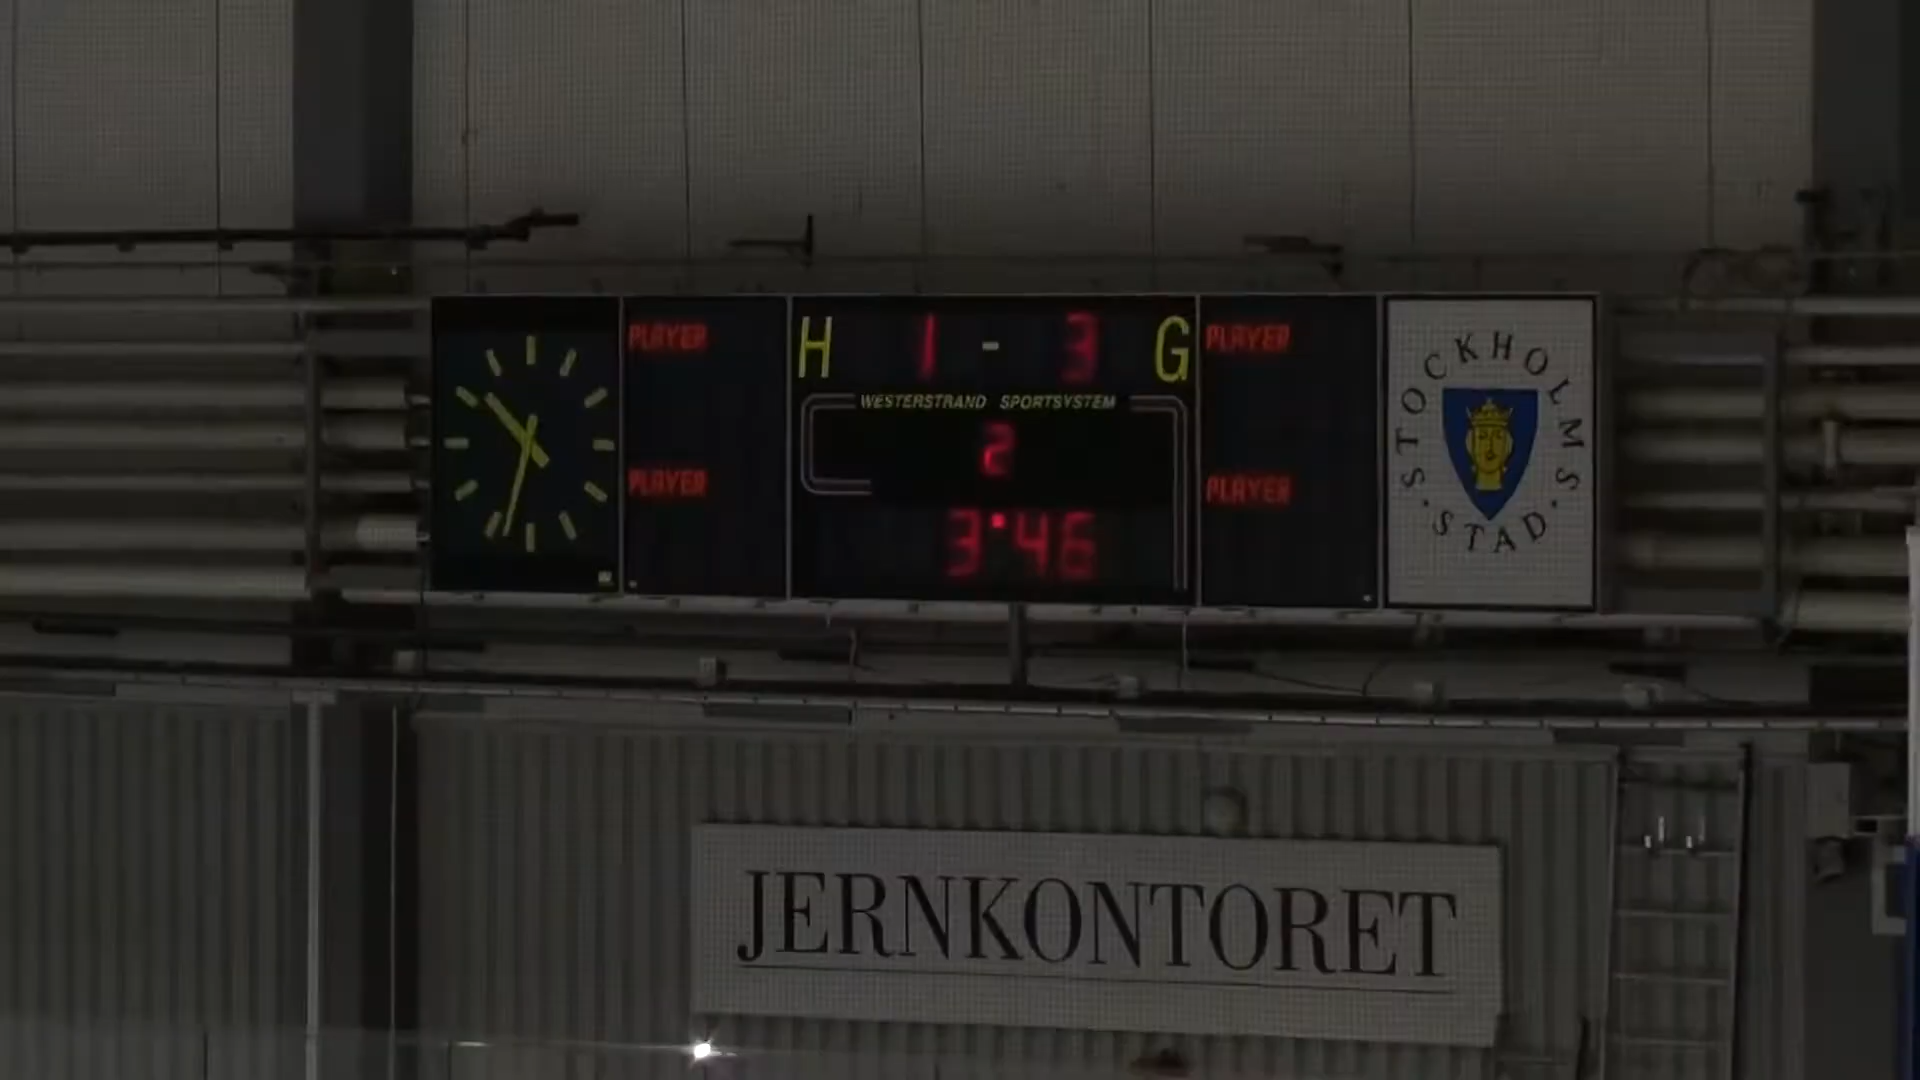 PLAYER
H 1 - 3 G
PLAYER
WESTERSTRAND SPORTSYSTEM
2
PLAYER
PLAYER
3:46
STOCKHOLMS
STAD
JERNKONTORET